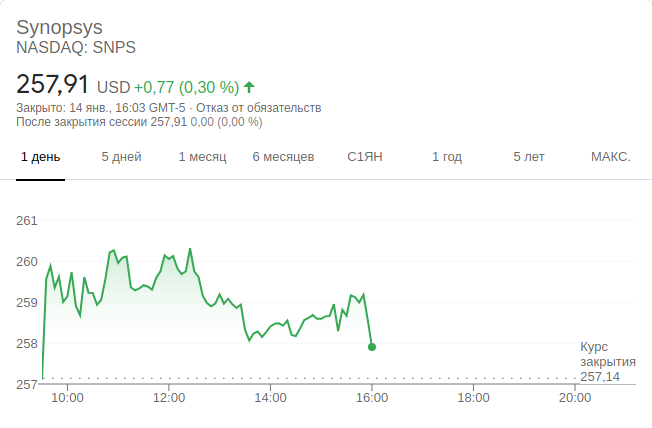 Synopsys
NASDAQ: SNPS
257,91 USD +0,77 (0,30 %)
Закрыто: 14 янв., 16:03 GMT-5 · Отказ от обязательств
После закрытия сессии 257,91 0,00 (0,00 %)
1 день 5 дней 1 месяц 6 месяцев С1ЯН 1 год 5 лет МАКС.
261
260
259
258
257
Курс
закрытия
257,14
10:00 12:00 14:00 16:00 18:00 20:00